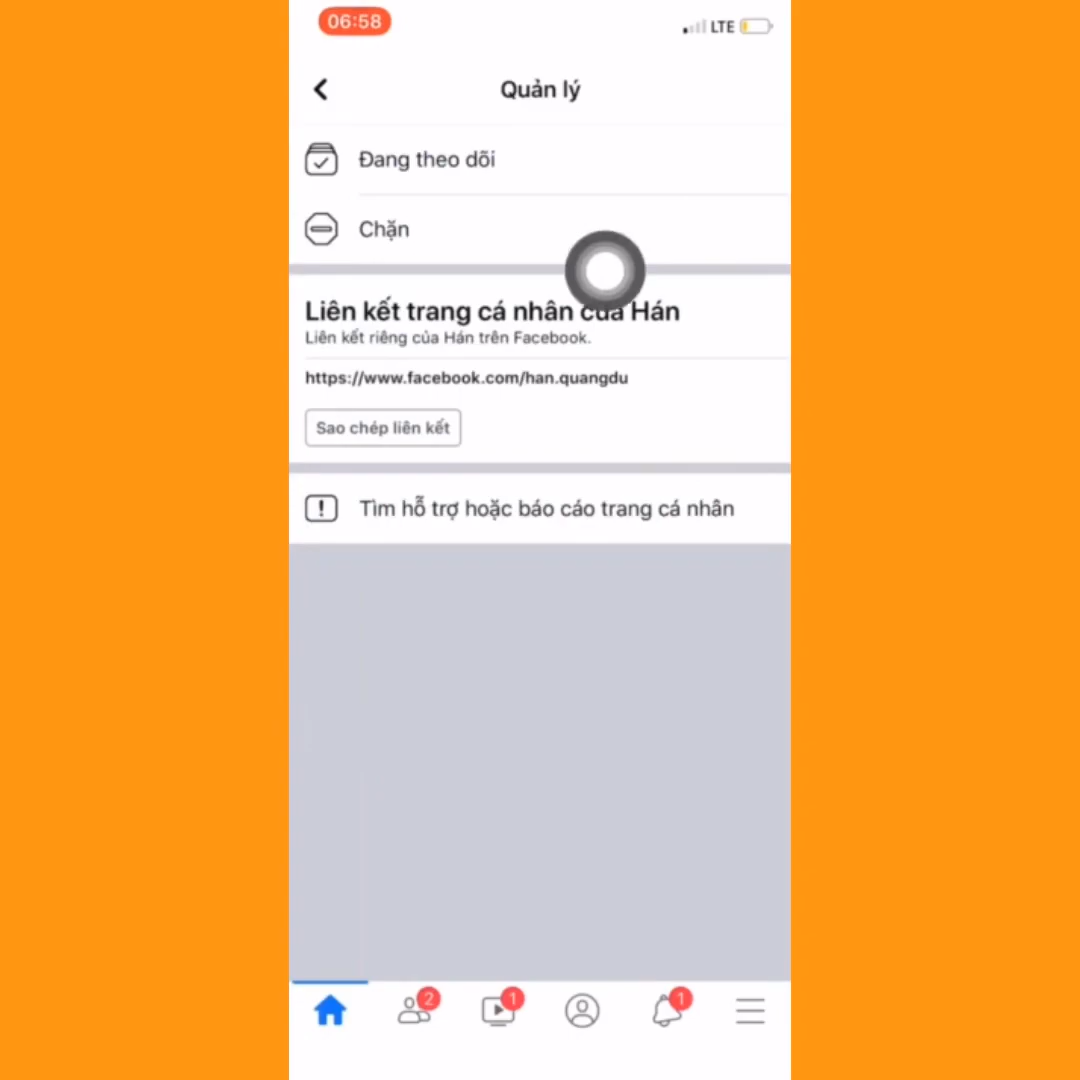 06:58
LTE
Quản lý
Đang theo dõi
Chặn
Liên kết trang cá nhân của Hán
Liên kết riêng của Hán trên Facebook.
https://www.facebook.com/han.quangdu
Sao chép liên kết
Tìm hỗ trợ hoặc báo cáo trang cá nhân
2
1
1